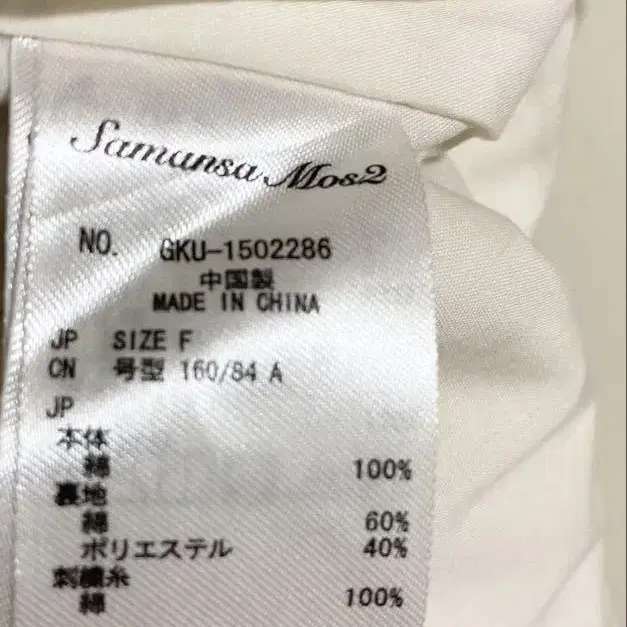 Samansa Mos2
NO. GKU-1502286
中国製
MADE IN CHINA
JP SIZE F
CN 号型 160/84 A
JP
本体
綿 100%
裏地
綿 60%
ポリエステル 40%
刺繍糸
綿 100%